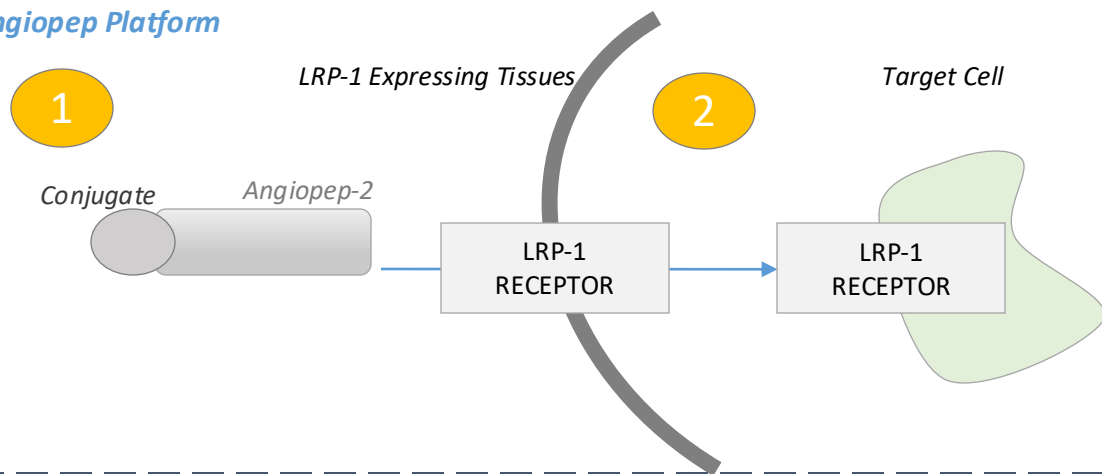 ngiopep Platform
1
LRP-1 Expressing Tissues
2
Target Cell
Conjugate
Angiopep-2
LRP-1
RECEPTOR
LRP-1
RECEPTOR